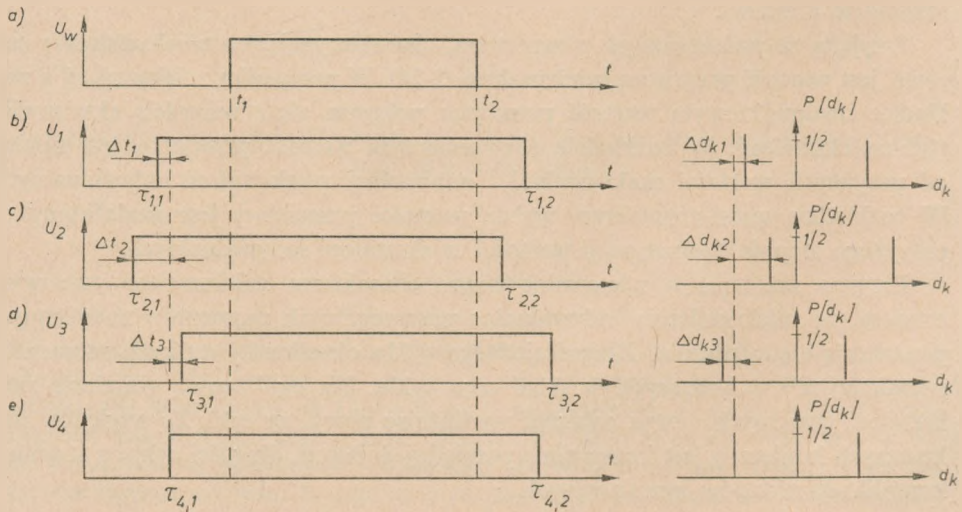 a) U_w t
t_1 t_2 P[d_k]
b) U_1 Δt_1 t Δd_k1 1/2
τ_1,1 τ_1,2 d_k
c) U_2 Δt_2 t Δd_k2 P[d_k] 1/2
τ_2,1 τ_2,2 d_k
d) U_3 Δt_3 t Δd_k3 P[d_k] 1/2
τ_3,1 τ_3,2 d_k
e) U_4 t P[d_k] 1/2
τ_4,1 τ_4,2 d_k